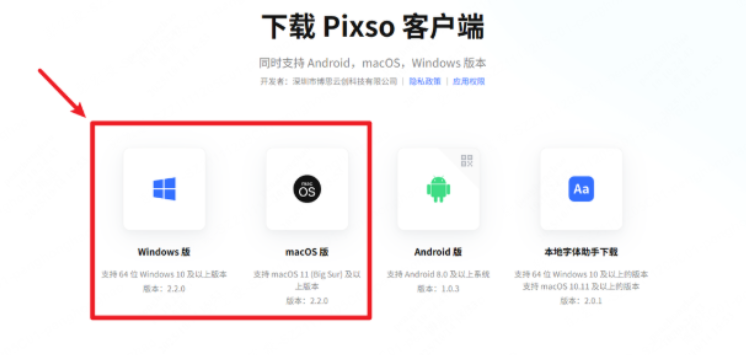 下载 Pixso 客户端
同时支持 Android，macOS，Windows 版本
开发者：深圳市博思云创科技有限公司 | 隐私政策 | 应用权限
mac
OS
Aa
Windows 版
macOS 版
Android 版
本地字体助手下载
支持 64 位 Windows 10 及以上版本
版本：2.2.0
支持 macOS 11 (Big Sur) 及以
上版本
版本：2.2.0
支持 Android 8.0 及以上系统
版本：1.0.3
支持 64 位 Windows 10 及以上的版本
支持 macOS 10.11 及以上的版本
版本：2.0.1